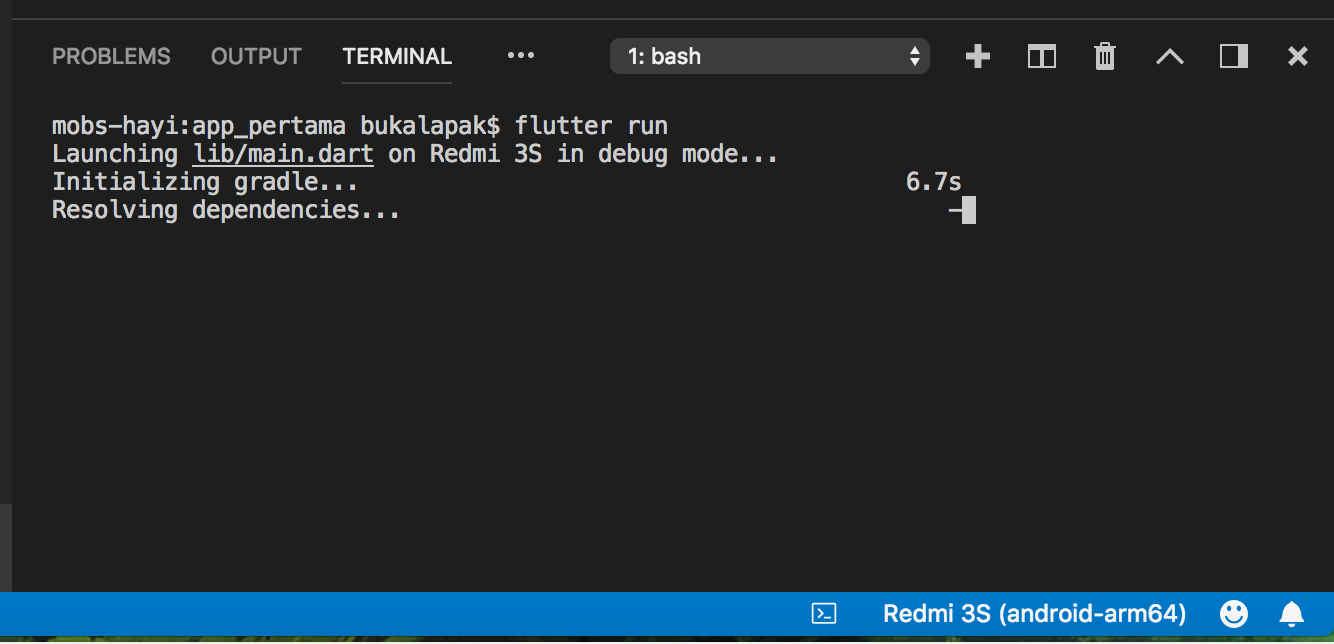 PROBLEMS OUTPUT TERMINAL ••• 1: bash
mobs-hayi:app_pertama bukalapak$ flutter run
Launching lib/main.dart on Redmi 3S in debug mode...
Initializing gradle... 6.7s
Resolving dependencies... —
Redmi 3S (android-arm64)